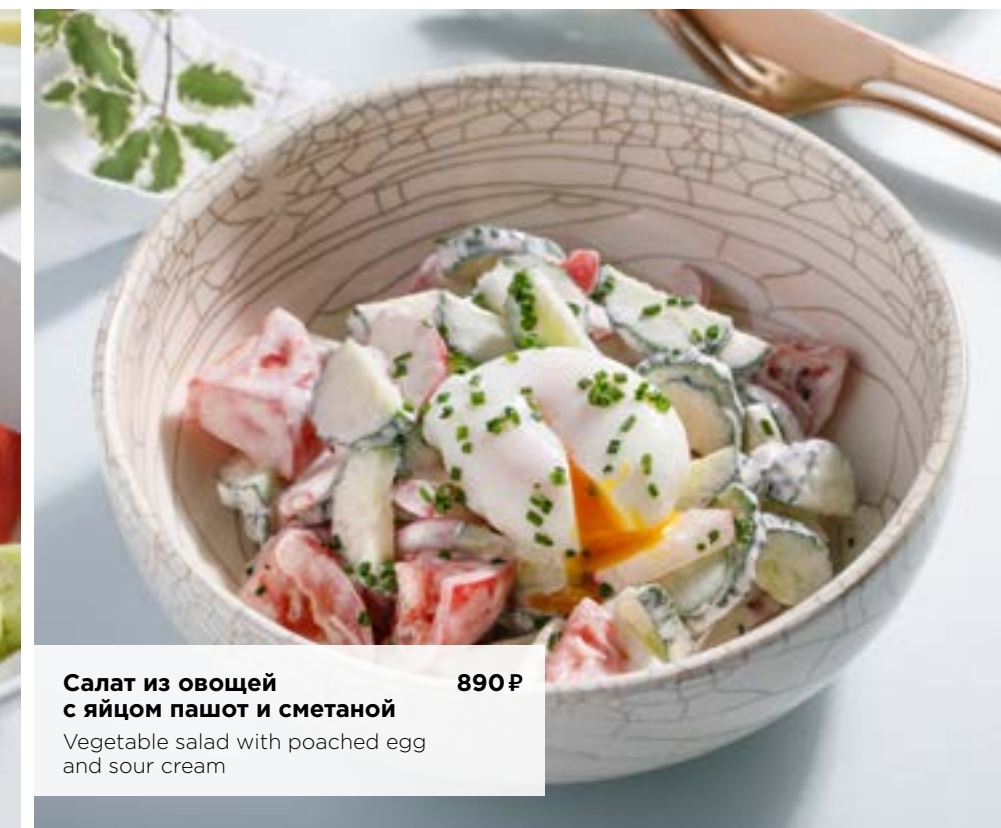 Салат из овощей 890 ₽
с яйцом пашот и сметаной
Vegetable salad with poached egg
and sour cream